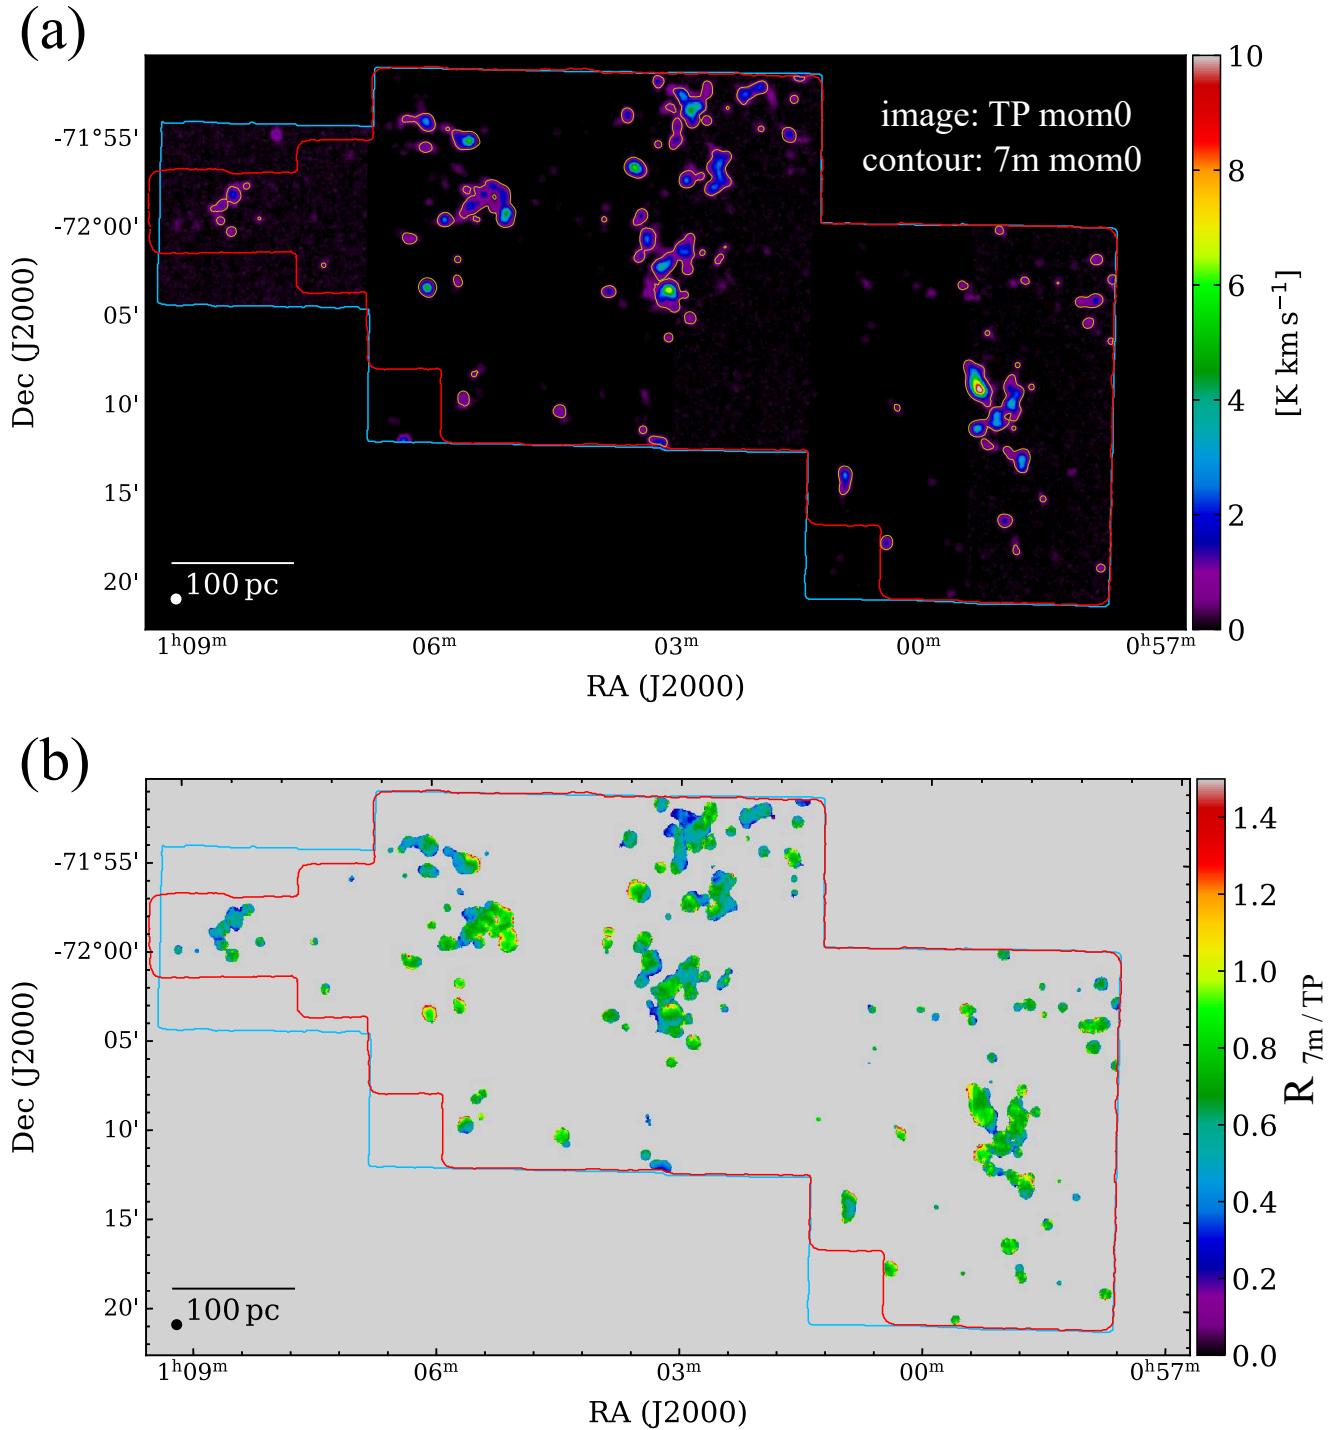 (a)
image: TP mom0
contour: 7m mom0
-71°55'
-72°00'
05'
10'
15'
20'
Dec (J2000)
100 pc
1ʰ09ᵐ 06ᵐ 03ᵐ 00ᵐ 0ʰ57ᵐ
RA (J2000)
10
8
6
4
2
0
[K km s⁻¹]
(b)
-71°55'
-72°00'
05'
10'
15'
20'
Dec (J2000)
100 pc
1ʰ09ᵐ 06ᵐ 03ᵐ 00ᵐ 0ʰ57ᵐ
RA (J2000)
1.4
1.2
1.0
0.8
0.6
0.4
0.2
0.0
R 7m / TP